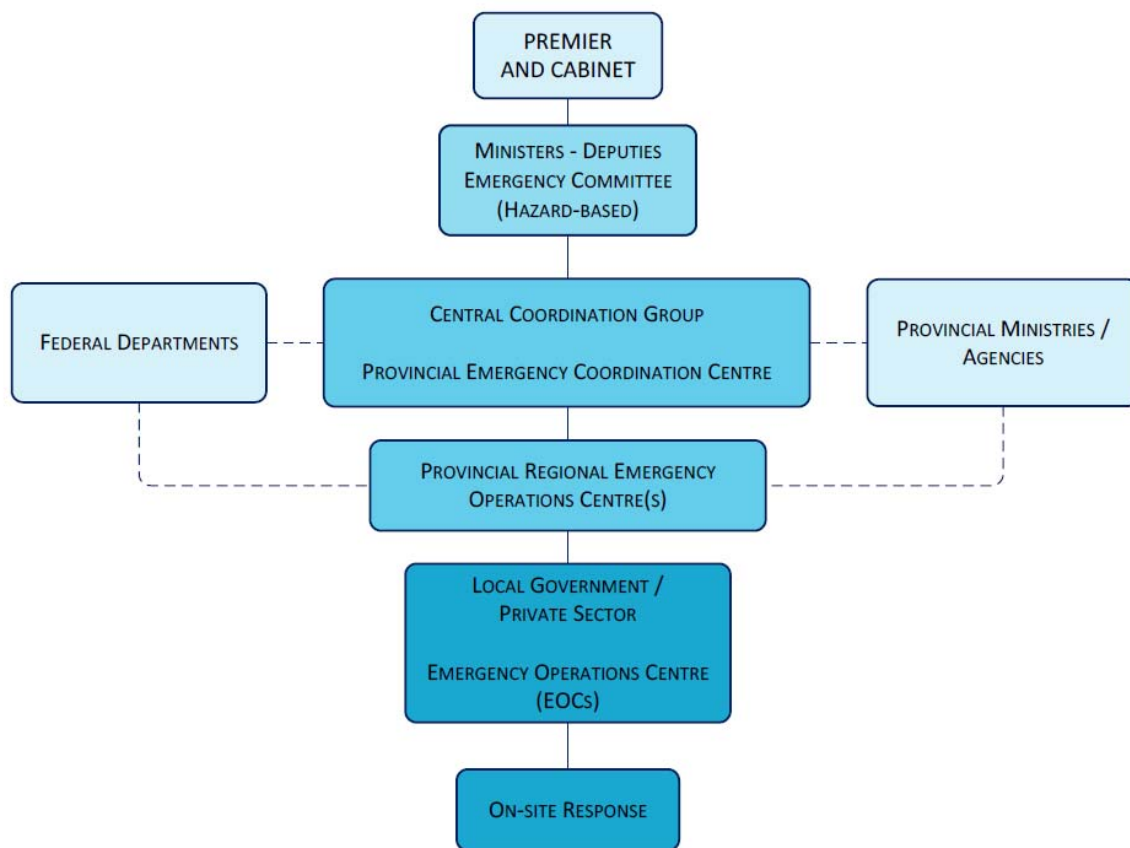 PREMIER
AND CABINET
MINISTERS - DEPUTIES
EMERGENCY COMMITTEE
(HAZARD-BASED)
FEDERAL DEPARTMENTS
CENTRAL COORDINATION GROUP
PROVINCIAL EMERGENCY COORDINATION CENTRE
PROVINCIAL MINISTRIES /
AGENCIES
PROVINCIAL REGIONAL EMERGENCY
OPERATIONS CENTRE(S)
LOCAL GOVERNMENT /
PRIVATE SECTOR
EMERGENCY OPERATIONS CENTRE
(EOCS)
ON-SITE RESPONSE